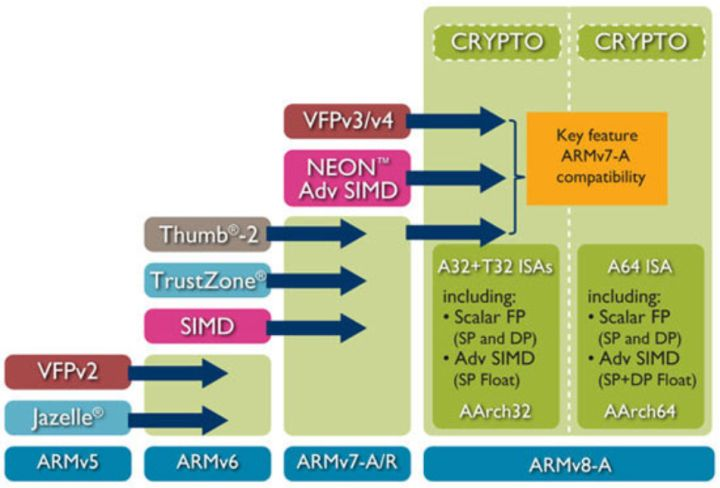 CRYPTO
CRYPTO
VFPv3/v4
Key feature
ARMv7-A
compatibility
NEON™
Adv SIMD
Thumb®-2
TrustZone®
SIMD
A32+T32 ISAs
including:
• Scalar FP
(SP and DP)
• Adv SIMD
(SP Float)
AArch32
A64 ISA
including:
• Scalar FP
(SP and DP)
• Adv SIMD
(SP+DP Float)
AArch64
VFPv2
Jazelle®
ARMv5
ARMv6
ARMv7-A/R
ARMv8-A